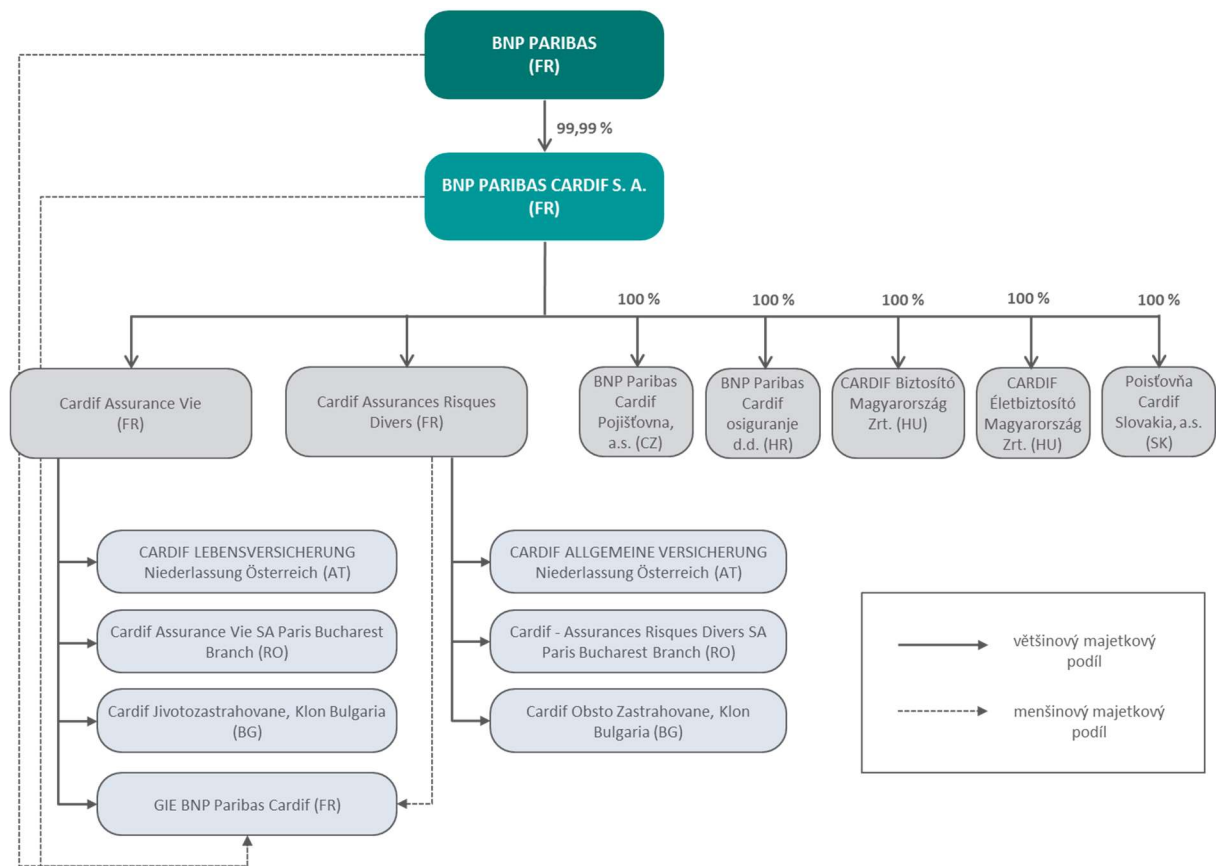 BNP PARIBAS
(FR)
99,99 %
BNP PARIBAS CARDIF S. A.
(FR)
100 %
100 %
100 %
100 %
100 %
Cardif Assurance Vie
(FR)
Cardif Assurances Risques
Divers (FR)
BNP Paribas
Cardif
Pojišťovna,
a.s. (CZ)
BNP Paribas
Cardif
osiguranje
d.d. (HR)
CARDIF Biztosító
Magyarország
Zrt. (HU)
CARDIF
Életbiztosító
Magyarország
Zrt. (HU)
Poisťovňa
Cardif
Slovakia, a.s.
(SK)
CARDIF LEBENSVERSICHERUNG
Niederlassung Österreich (AT)
Cardif Assurance Vie SA Paris Bucharest
Branch (RO)
Cardif Jivotozastrahovane, Klon Bulgaria
(BG)
GIE BNP Paribas Cardif (FR)
CARDIF ALLGEMEINE VERSICHERUNG
Niederlassung Österreich (AT)
Cardif - Assurances Risques Divers SA
Paris Bucharest Branch (RO)
Cardif Obsto Zastrahovane, Klon
Bulgaria (BG)
většinový majetkový
podíl
menšinový majetkový
podíl